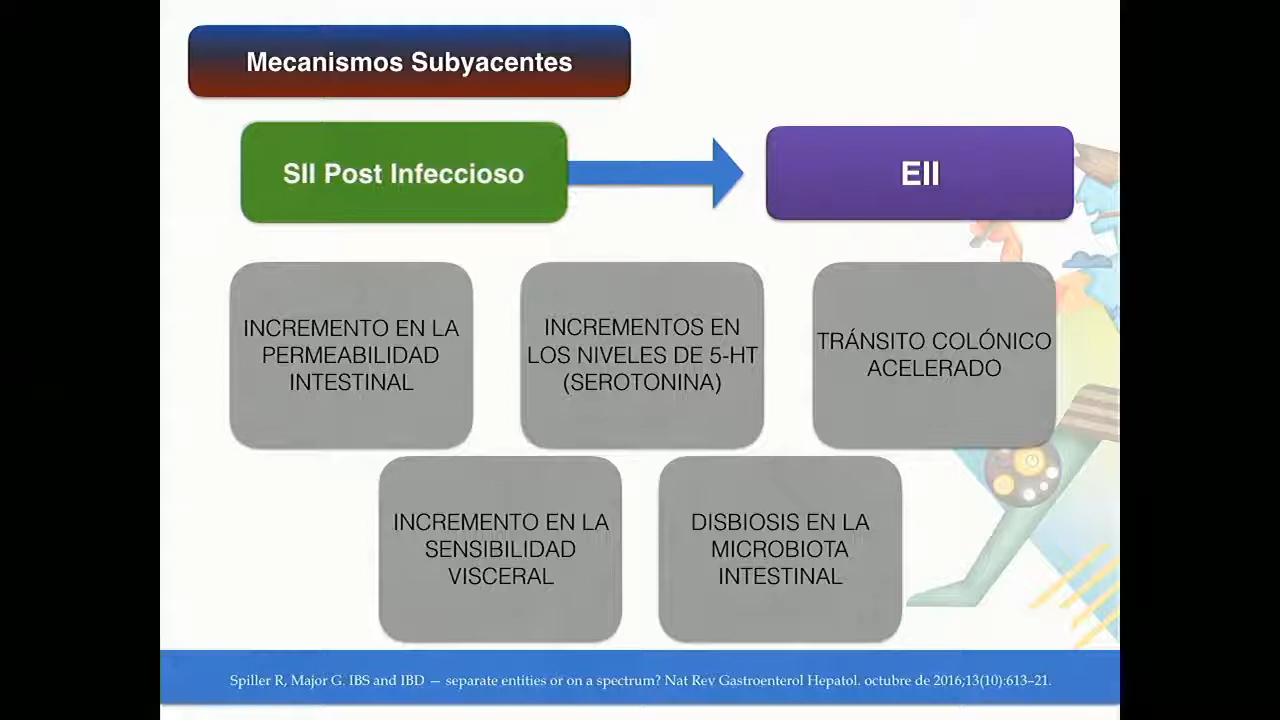 Mecanismos Subyacentes
SII Post Infeccioso
EII
INCREMENTO EN LA
PERMEABILIDAD
INTESTINAL
INCREMENTOS EN
LOS NIVELES DE 5-HT
(SEROTONINA)
TRÁNSITO COLÓNICO
ACELERADO
INCREMENTO EN LA
SENSIBILIDAD
VISCERAL
DISBIOSIS EN LA
MICROBIOTA
INTESTINAL
Spiller R, Major G. IBS and IBD — separate entities or on a spectrum? Nat Rev Gastroenterol Hepatol. octubre de 2016;13(10):613–21.